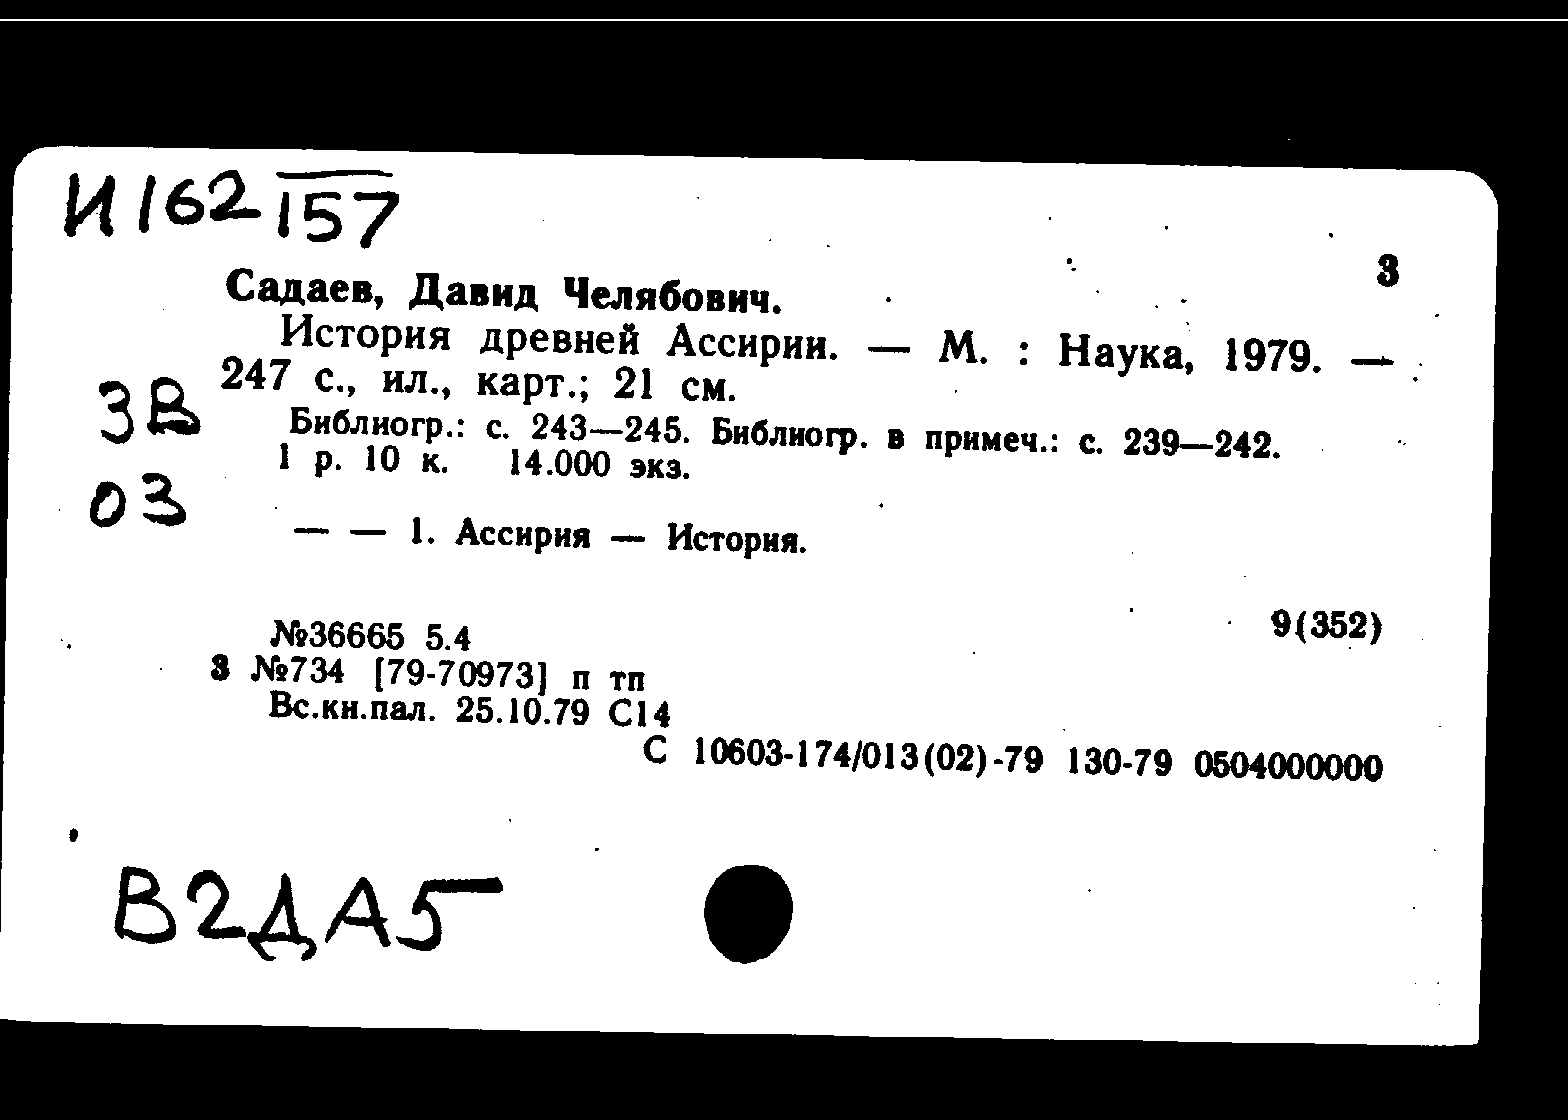 И 162 157
3
Садаев, Давид Челябович.
История древней Ассирии. — М. : Наука, 1979. —
247 с., ил., карт.; 21 см.
ЗВ
Библиогр.: с. 243—245. Библиогр. в примеч.: с. 239—242.
1 р. 10 к. 14.000 экз.
03
— — 1. Ассирия — История.
№36665 5.4
9(352)
3 №734 [79-70973] п тп
Вс.кн.пал. 25.10.79 С14
С 10603-174/013(02)-79 130-79 0504000000
В2ДА5